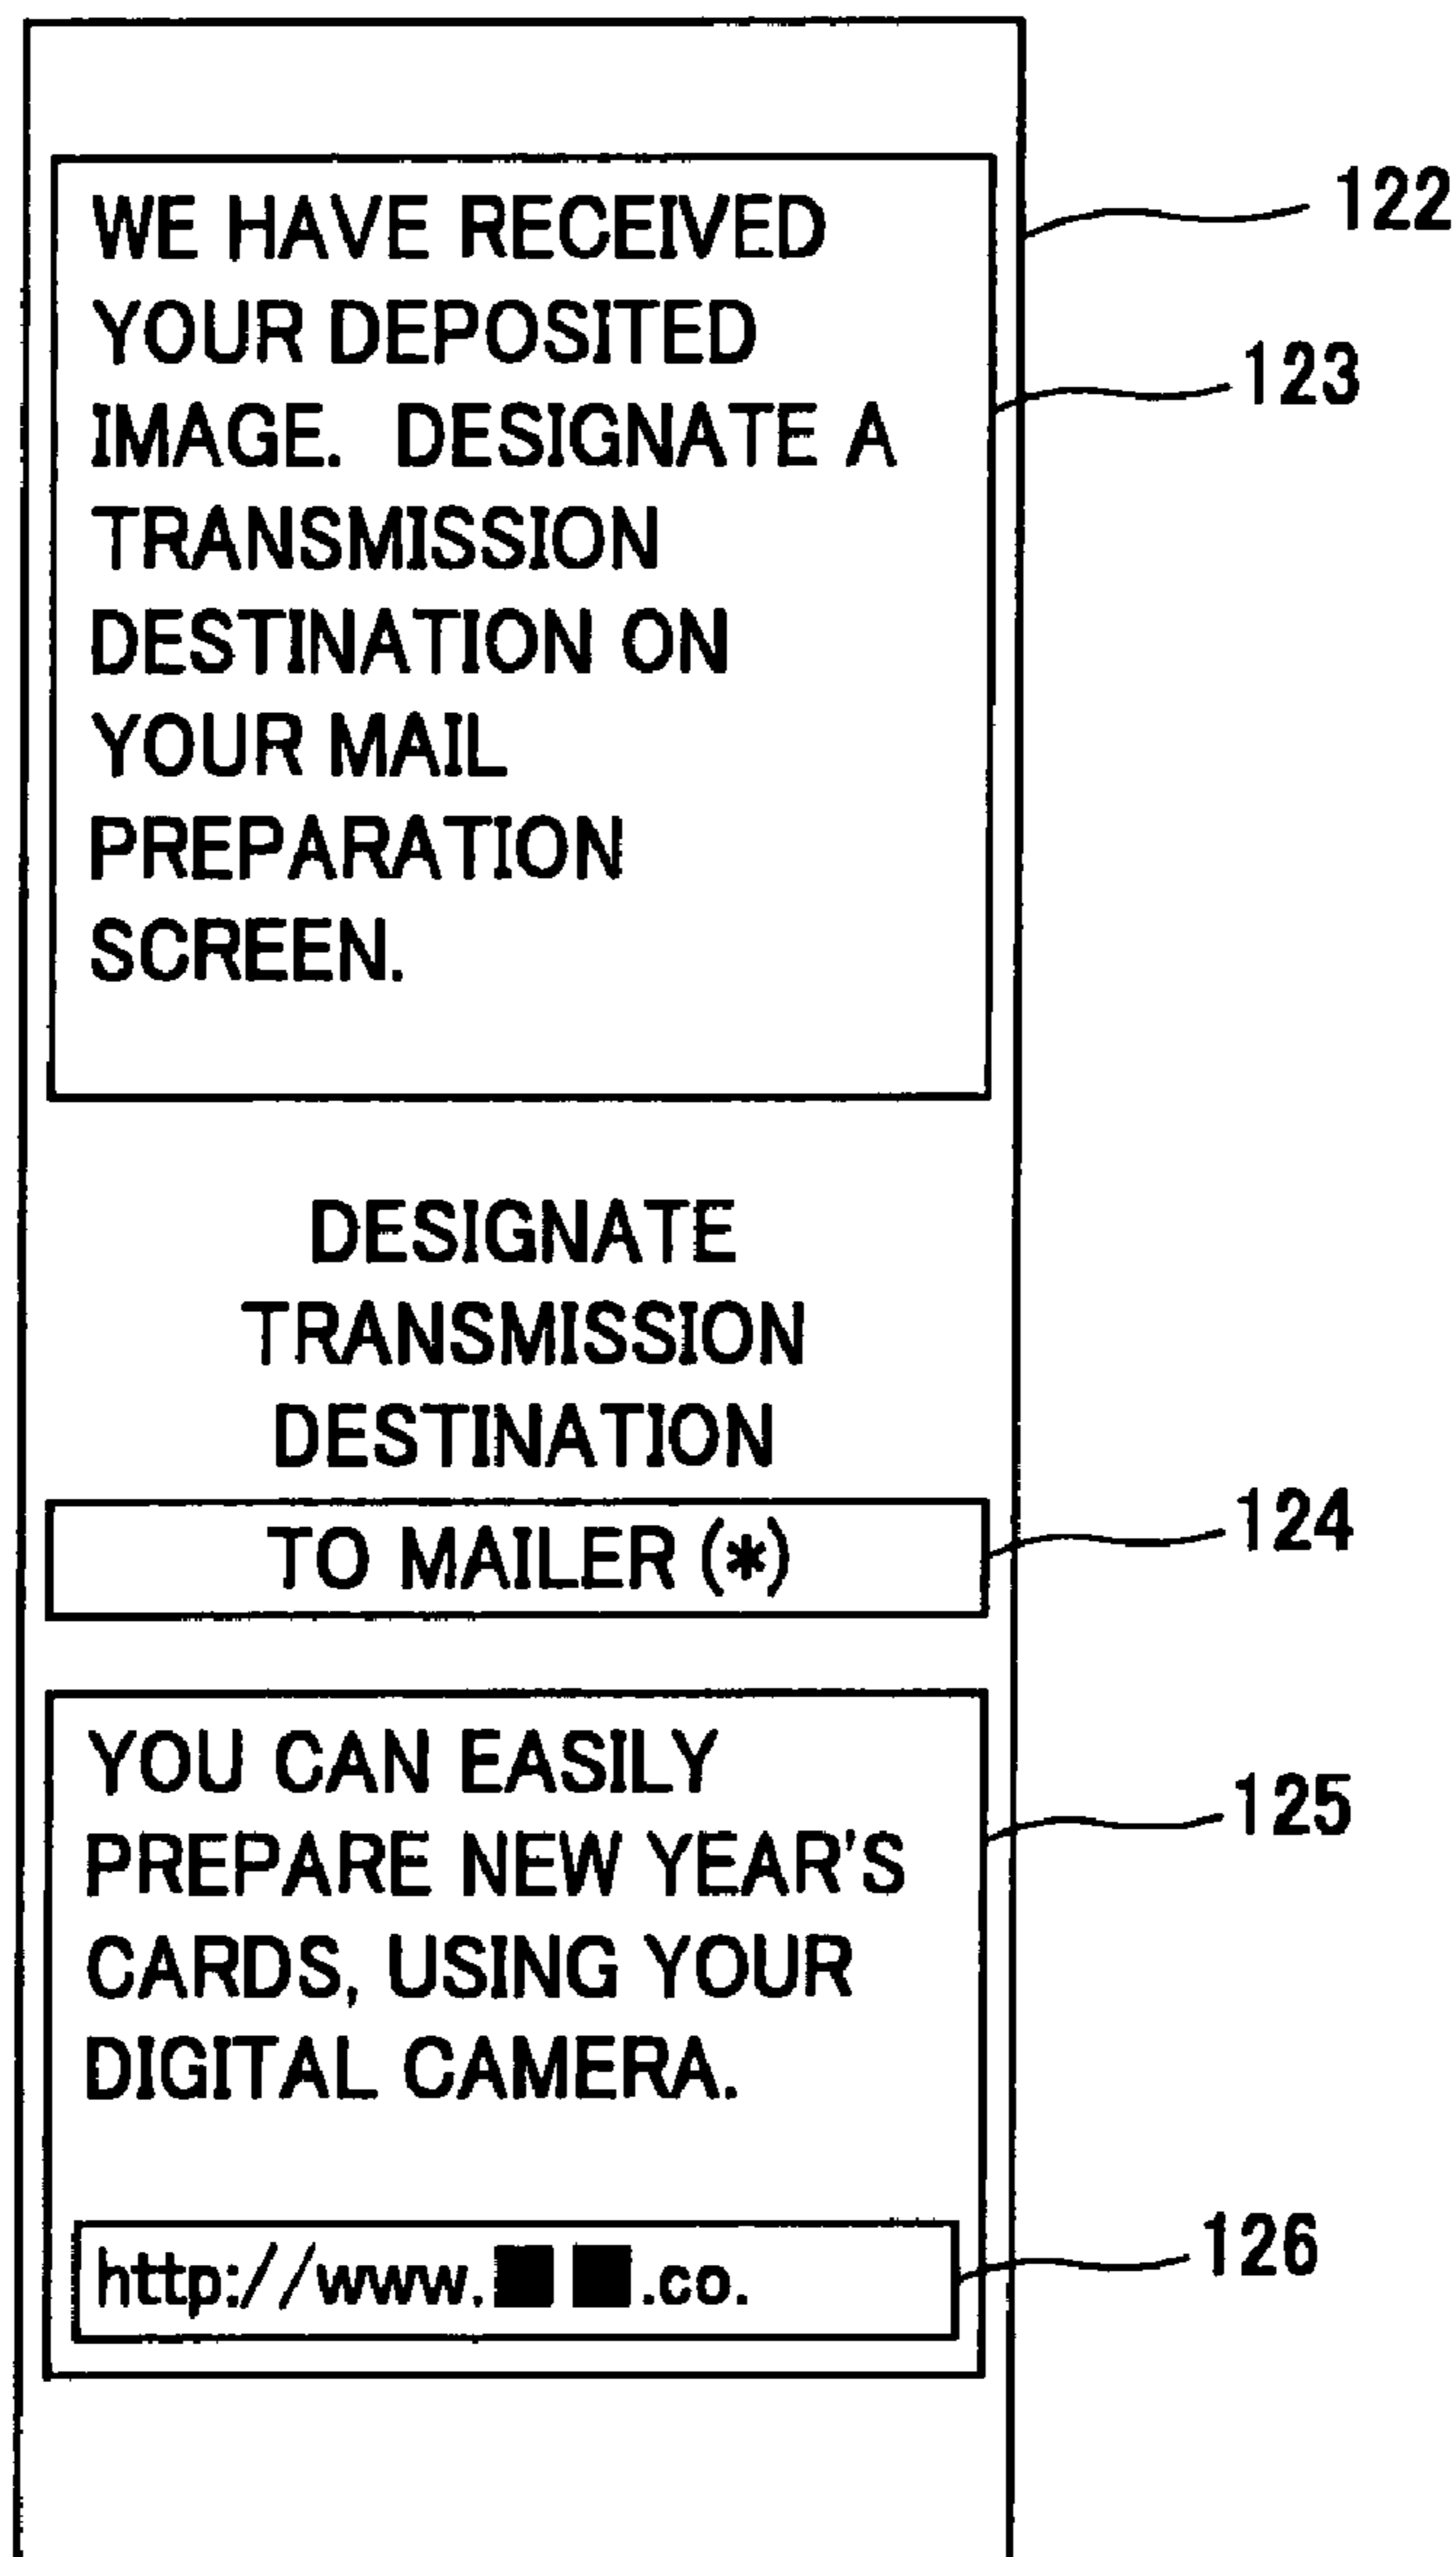 WE HAVE RECEIVED
YOUR DEPOSITED
IMAGE. DESIGNATE A
TRANSMISSION
DESTINATION ON
YOUR MAIL
PREPARATION
SCREEN.
122
123
DESIGNATE
TRANSMISSION
DESTINATION
TO MAILER (*)
124
YOU CAN EASILY
PREPARE NEW YEAR'S
CARDS, USING YOUR
DIGITAL CAMERA.
125
http://www.■■.co.
126